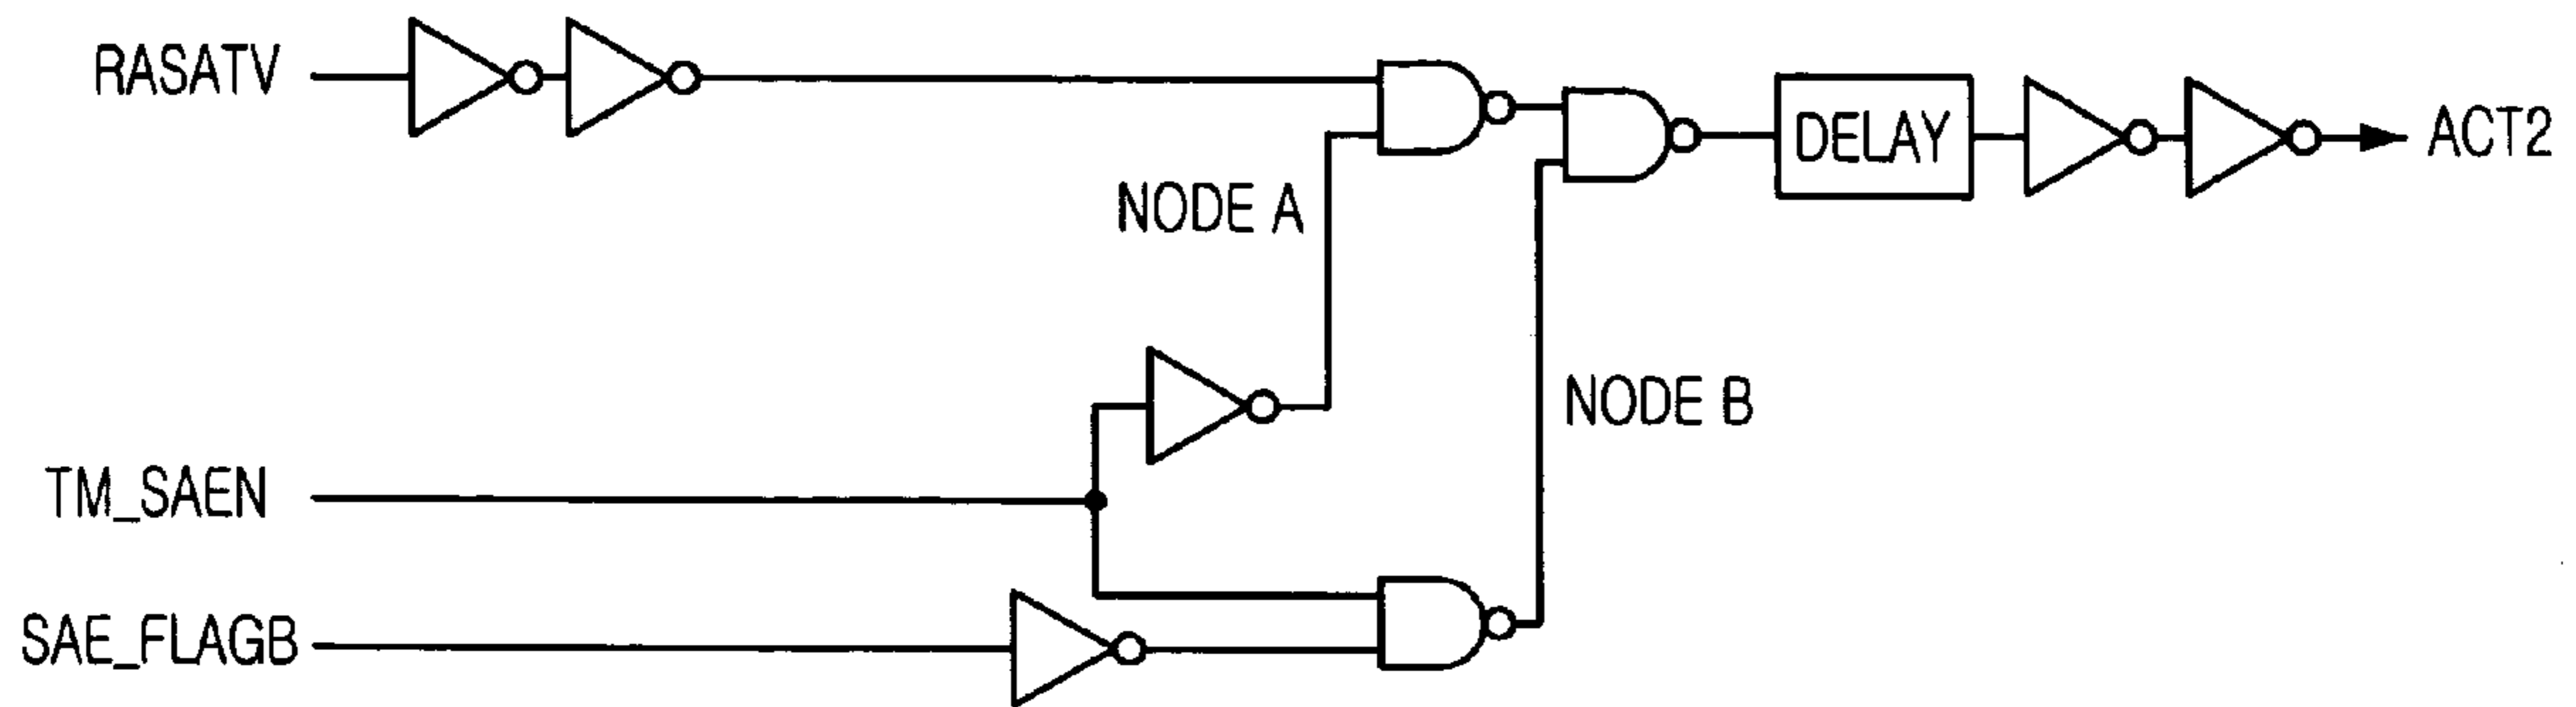 RASATV
DELAY
ACT2
NODE A
NODE B
TM_SAEN
SAE_FLAGB